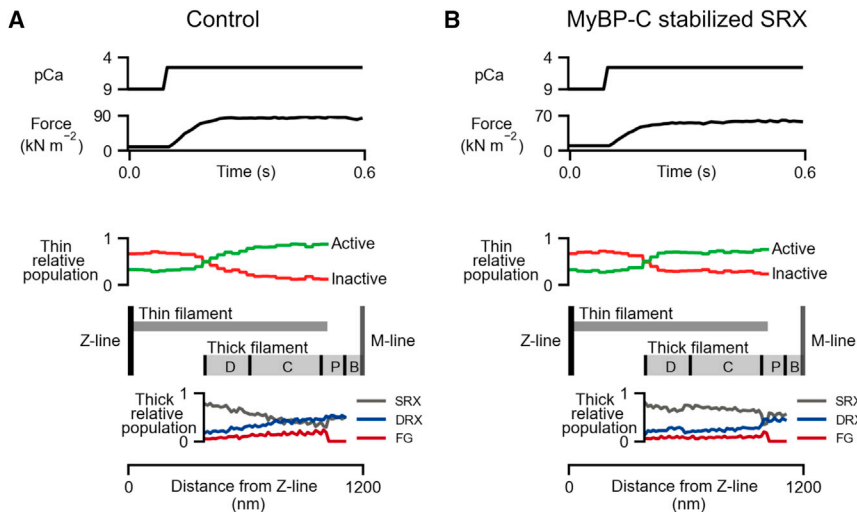 A
Control
pCa
4
9
Force
(kN m⁻²)
90
0
0.0
Time (s)
0.6
Thin
relative
population
1
0
Active
Inactive
Z-line
Thin filament
Thick filament
D
C
P
B
M-line
Thick
relative
population
1
0
SRX
DRX
FG
0
Distance from Z-line
(nm)
1200
B
MyBP-C stabilized SRX
pCa
4
9
Force
(kN m⁻²)
70
0
0.0
Time (s)
0.6
Thin
relative
population
1
0
Active
Inactive
Z-line
Thin filament
Thick filament
D
C
P
B
M-line
Thick
relative
population
1
0
SRX
DRX
FG
0
Distance from Z-line
(nm)
1200